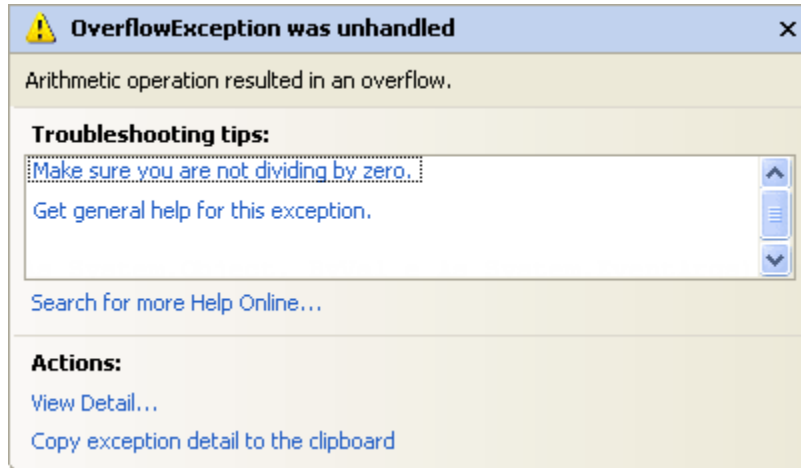 OverflowException was unhandled
Arithmetic operation resulted in an overflow.
Troubleshooting tips:
Make sure you are not dividing by zero.
Get general help for this exception.
Search for more Help Online...
Actions:
View Detail...
Copy exception detail to the clipboard